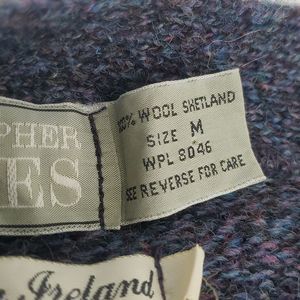 PHER
ES
100% WOOL SHETLAND
SIZE M
WPL 8046
SEE REVERSE FOR CARE
Ireland